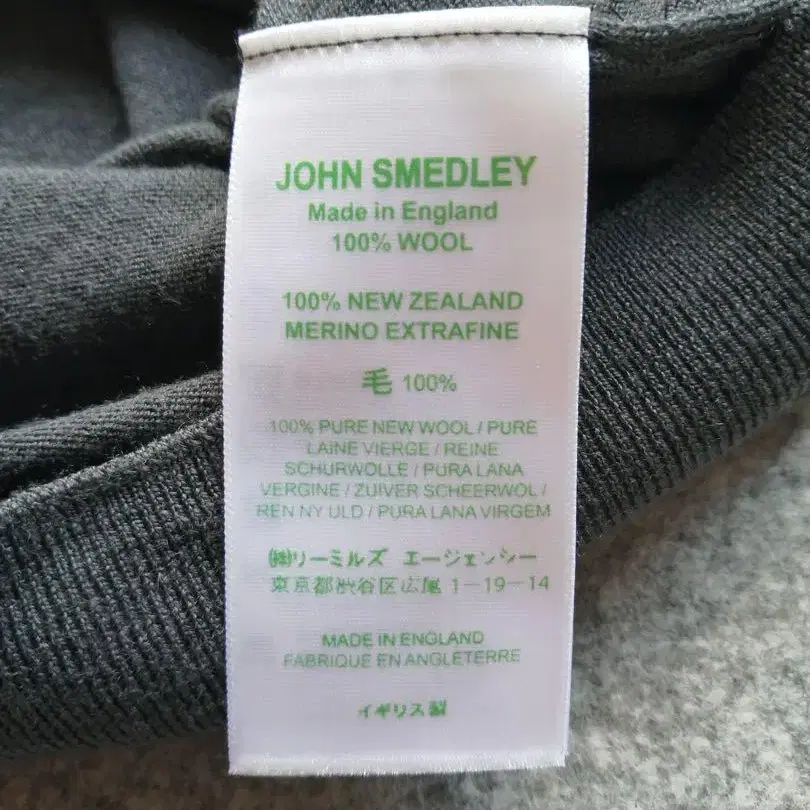 JOHN SMEDLEY
Made in England
100% WOOL
100% NEW ZEALAND
MERINO EXTRAFINE
毛 100%
100% PURE NEW WOOL / PURE
LAINE VIERGE / REINE
SCHURWOLLE / PURA LANA
VERGINE / ZUIVER SCHEERWOL /
REN NY ULD / PURA LANA VIRGEM
㈱リーミルズ エージェンシー
東京都渋谷区広尾 1-19-14
MADE IN ENGLAND
FABRIQUE EN ANGLETERRE
イギリス製